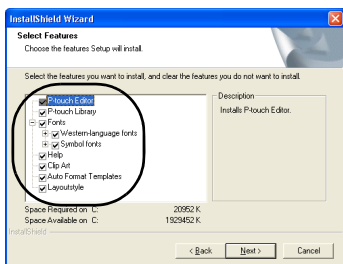 InstallShield Wizard
Select Features
Choose the features Setup will install.
Select the features you want to install, and clear the features you do not want to install.
P-touch Editor
P-touch Library
Fonts
Western-language fonts
Symbol fonts
Help
Clip Art
Auto Format Templates
Layoutstyle
Description
Installs P-touch Editor.
Space Required on C: 20952 K
Space Available on C: 1929452 K
InstallShield
< Back Next > Cancel